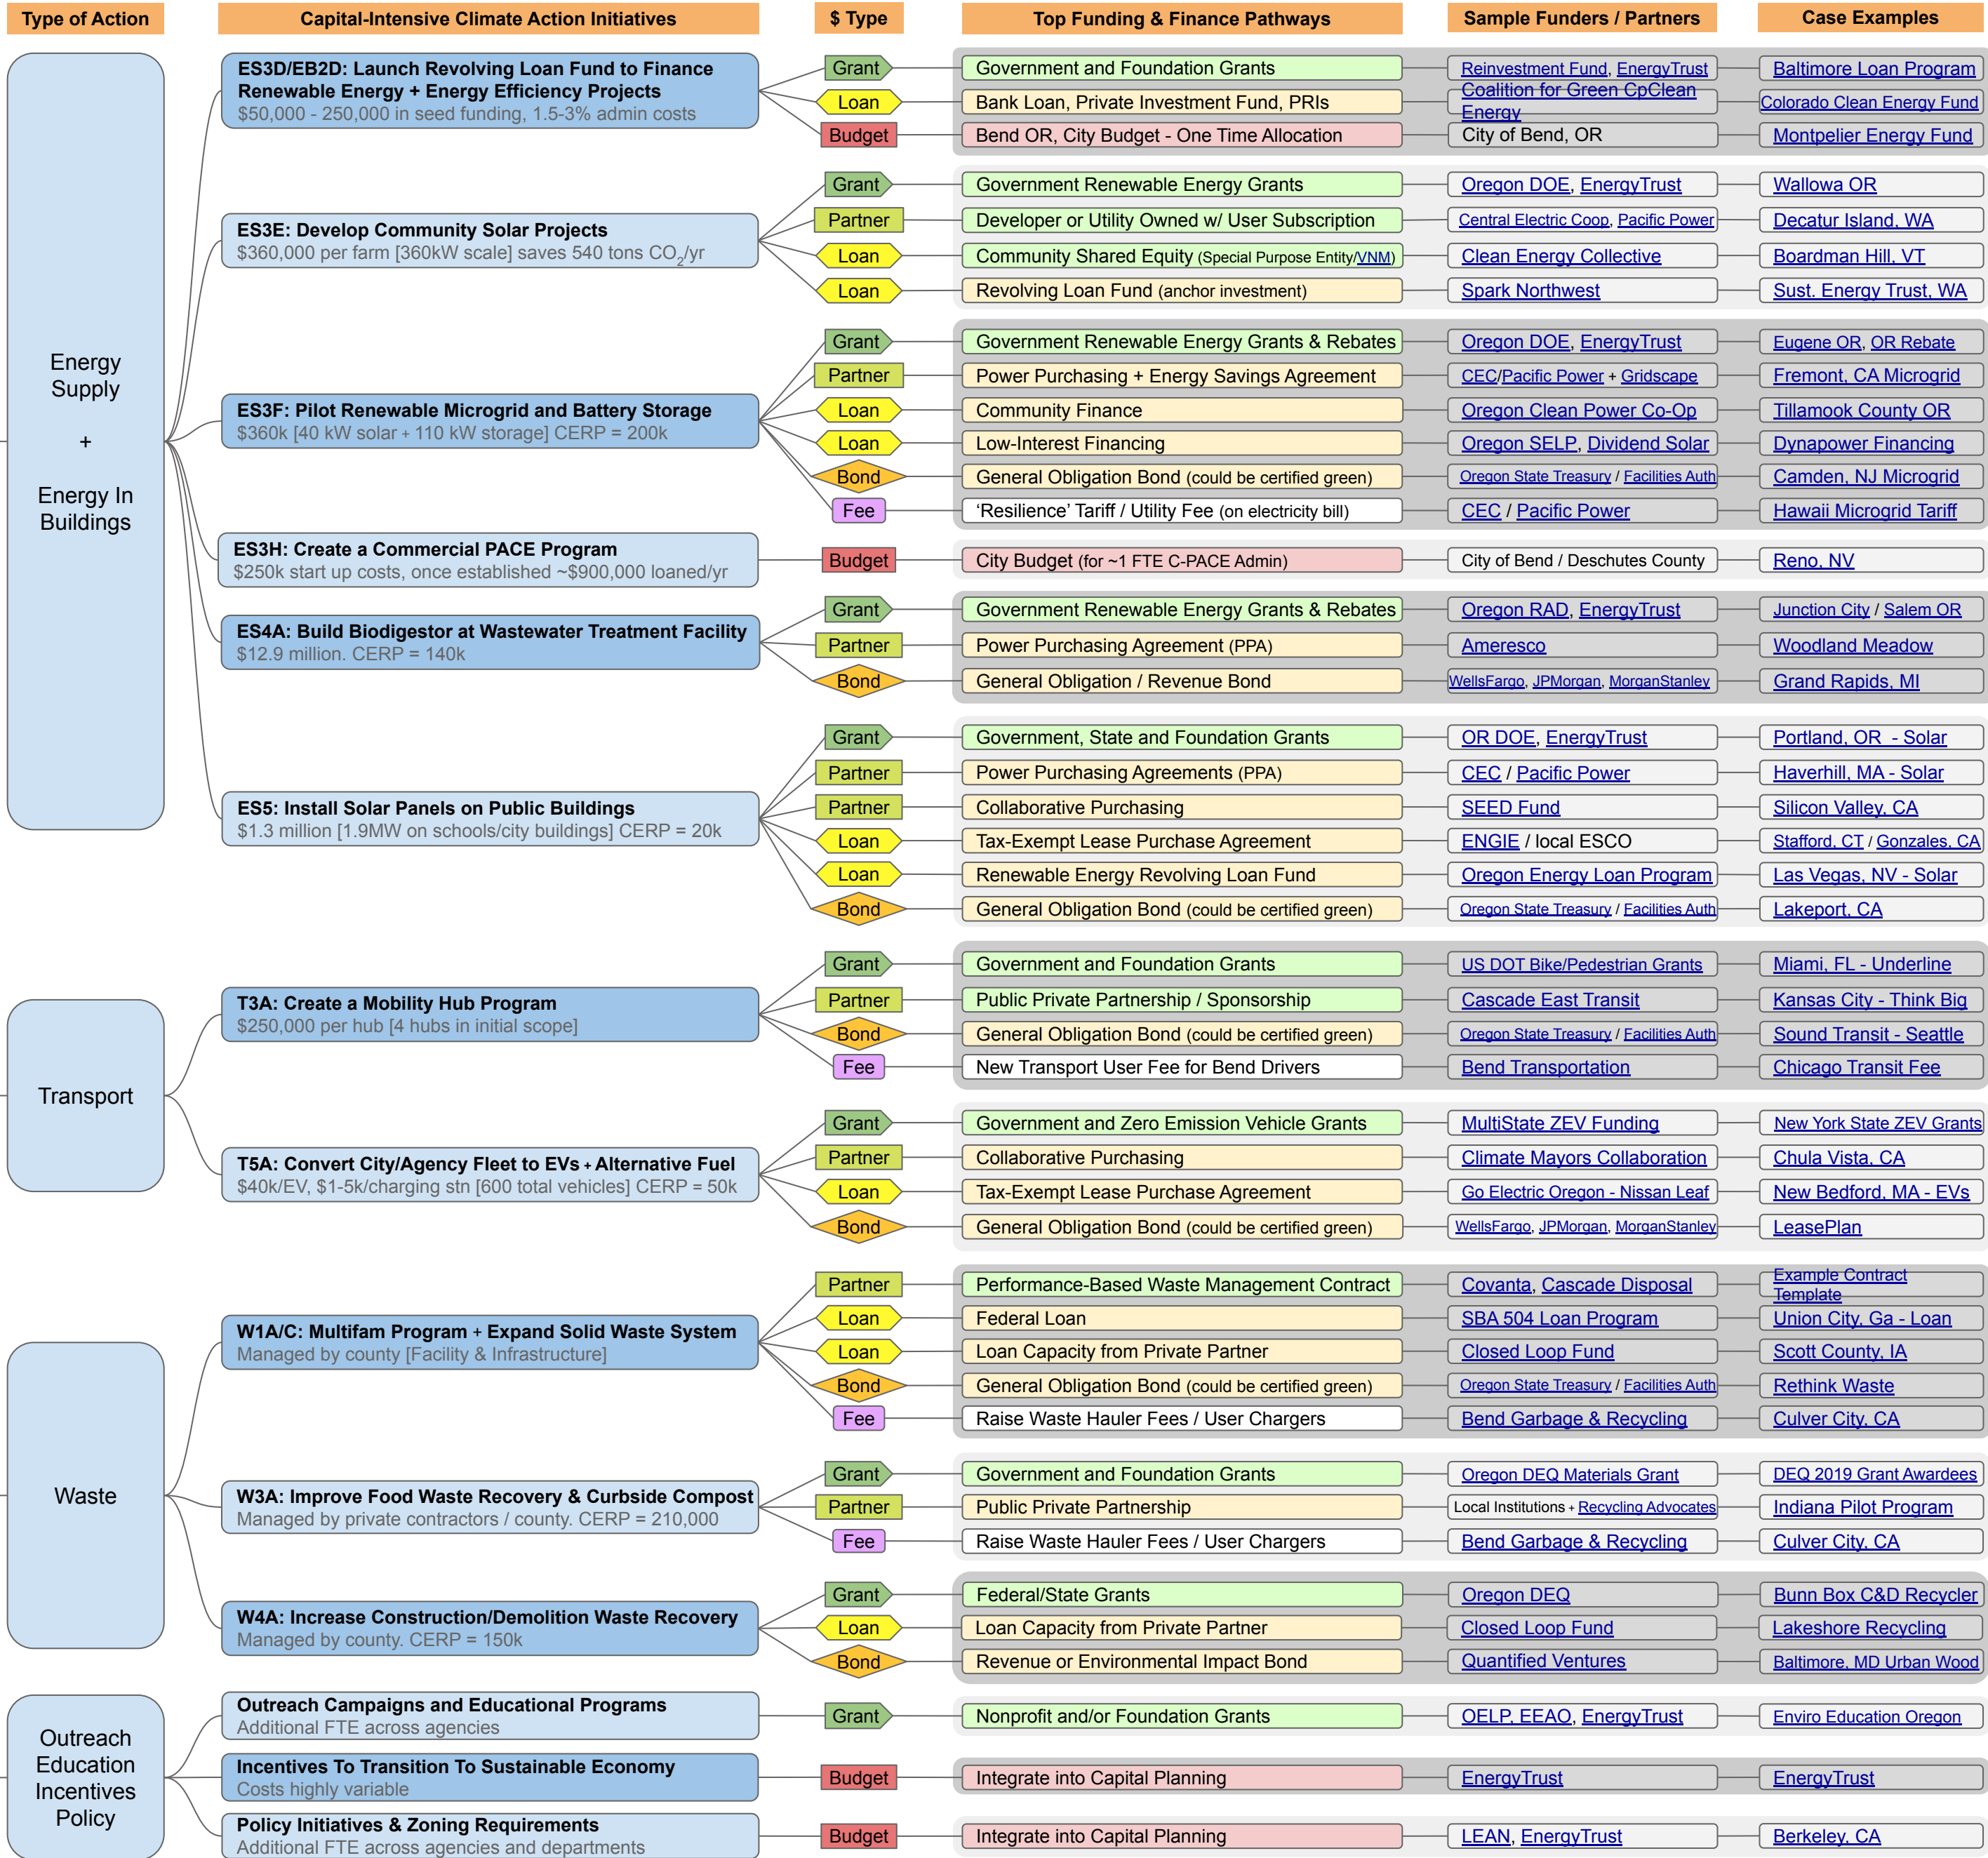 Type of Action
Capital-Intensive Climate Action Initiatives
$ Type
Top Funding & Finance Pathways
Sample Funders / Partners
Case Examples
Energy
Supply
+
Energy In
Buildings
ES3D/EB2D: Launch Revolving Loan Fund to Finance
Renewable Energy + Energy Efficiency Projects
$50,000 - 250,000 in seed funding, 1.5-3% admin costs
Grant
Government and Foundation Grants
Reinvestment Fund, EnergyTrust
Baltimore Loan Program
Loan
Bank Loan, Private Investment Fund, PRIs
Coalition for Green CpClean
Energy
Colorado Clean Energy Fund
Budget
Bend OR, City Budget - One Time Allocation
City of Bend, OR
Montpelier Energy Fund
ES3E: Develop Community Solar Projects
$360,000 per farm [360kW scale] saves 540 tons CO2/yr
Grant
Government Renewable Energy Grants
Oregon DOE, EnergyTrust
Wallowa OR
Partner
Developer or Utility Owned w/ User Subscription
Central Electric Coop, Pacific Power
Decatur Island, WA
Loan
Community Shared Equity (Special Purpose Entity/VNM)
Clean Energy Collective
Boardman Hill, VT
Loan
Revolving Loan Fund (anchor investment)
Spark Northwest
Sust. Energy Trust, WA
ES3F: Pilot Renewable Microgrid and Battery Storage
$360k [40 kW solar + 110 kW storage] CERP = 200k
Grant
Government Renewable Energy Grants & Rebates
Oregon DOE, EnergyTrust
Eugene OR, OR Rebate
Partner
Power Purchasing + Energy Savings Agreement
CEC/Pacific Power + Gridscape
Fremont, CA Microgrid
Loan
Community Finance
Oregon Clean Power Co-Op
Tillamook County OR
Loan
Low-Interest Financing
Oregon SELP, Dividend Solar
Dynapower Financing
Bond
General Obligation Bond (could be certified green)
Oregon State Treasury / Facilities Auth
Camden, NJ Microgrid
Fee
‘Resilience’ Tariff / Utility Fee (on electricity bill)
CEC / Pacific Power
Hawaii Microgrid Tariff
ES3H: Create a Commercial PACE Program
$250k start up costs, once established ~$900,000 loaned/yr
Budget
City Budget (for ~1 FTE C-PACE Admin)
City of Bend / Deschutes County
Reno, NV
ES4A: Build Biodigestor at Wastewater Treatment Facility
$12.9 million. CERP = 140k
Grant
Government Renewable Energy Grants & Rebates
Oregon RAD, EnergyTrust
Junction City / Salem OR
Partner
Power Purchasing Agreement (PPA)
Ameresco
Woodland Meadow
Bond
General Obligation / Revenue Bond
WellsFargo, JPMorgan, MorganStanley
Grand Rapids, MI
ES5: Install Solar Panels on Public Buildings
$1.3 million [1.9MW on schools/city buildings] CERP = 20k
Grant
Government, State and Foundation Grants
OR DOE, EnergyTrust
Portland, OR - Solar
Partner
Power Purchasing Agreements (PPA)
CEC / Pacific Power
Haverhill, MA - Solar
Partner
Collaborative Purchasing
SEED Fund
Silicon Valley, CA
Loan
Tax-Exempt Lease Purchase Agreement
ENGIE / local ESCO
Stafford, CT / Gonzales, CA
Loan
Renewable Energy Revolving Loan Fund
Oregon Energy Loan Program
Las Vegas, NV - Solar
Bond
General Obligation Bond (could be certified green)
Oregon State Treasury / Facilities Auth
Lakeport, CA
Transport
T3A: Create a Mobility Hub Program
$250,000 per hub [4 hubs in initial scope]
Grant
Government and Foundation Grants
US DOT Bike/Pedestrian Grants
Miami, FL - Underline
Partner
Public Private Partnership / Sponsorship
Cascade East Transit
Kansas City - Think Big
Bond
General Obligation Bond (could be certified green)
Oregon State Treasury / Facilities Auth
Sound Transit - Seattle
Fee
New Transport User Fee for Bend Drivers
Bend Transportation
Chicago Transit Fee
T5A: Convert City/Agency Fleet to EVs + Alternative Fuel
$40k/EV, $1-5k/charging stn [600 total vehicles] CERP = 50k
Grant
Government and Zero Emission Vehicle Grants
MultiState ZEV Funding
New York State ZEV Grants
Partner
Collaborative Purchasing
Climate Mayors Collaboration
Chula Vista, CA
Loan
Tax-Exempt Lease Purchase Agreement
Go Electric Oregon - Nissan Leaf
New Bedford, MA - EVs
Bond
General Obligation Bond (could be certified green)
WellsFargo, JPMorgan, MorganStanley
LeasePlan
Waste
W1A/C: Multifam Program + Expand Solid Waste System
Managed by county [Facility & Infrastructure]
Partner
Performance-Based Waste Management Contract
Covanta, Cascade Disposal
Example Contract
Template
Loan
Federal Loan
SBA 504 Loan Program
Union City, Ga - Loan
Loan
Loan Capacity from Private Partner
Closed Loop Fund
Scott County, IA
Bond
General Obligation Bond (could be certified green)
Oregon State Treasury / Facilities Auth
Rethink Waste
Fee
Raise Waste Hauler Fees / User Chargers
Bend Garbage & Recycling
Culver City, CA
W3A: Improve Food Waste Recovery & Curbside Compost
Managed by private contractors / county. CERP = 210,000
Grant
Government and Foundation Grants
Oregon DEQ Materials Grant
DEQ 2019 Grant Awardees
Partner
Public Private Partnership
Local Institutions + Recycling Advocates
Indiana Pilot Program
Fee
Raise Waste Hauler Fees / User Chargers
Bend Garbage & Recycling
Culver City, CA
W4A: Increase Construction/Demolition Waste Recovery
Managed by county. CERP = 150k
Grant
Federal/State Grants
Oregon DEQ
Bunn Box C&D Recycler
Loan
Loan Capacity from Private Partner
Closed Loop Fund
Lakeshore Recycling
Bond
Revenue or Environmental Impact Bond
Quantified Ventures
Baltimore, MD Urban Wood
Outreach
Education
Incentives
Policy
Outreach Campaigns and Educational Programs
Additional FTE across agencies
Grant
Nonprofit and/or Foundation Grants
OELP, EEAO, EnergyTrust
Enviro Education Oregon
Incentives To Transition To Sustainable Economy
Costs highly variable
Budget
Integrate into Capital Planning
EnergyTrust
EnergyTrust
Policy Initiatives & Zoning Requirements
Additional FTE across agencies and departments
Budget
Integrate into Capital Planning
LEAN, EnergyTrust
Berkeley, CA